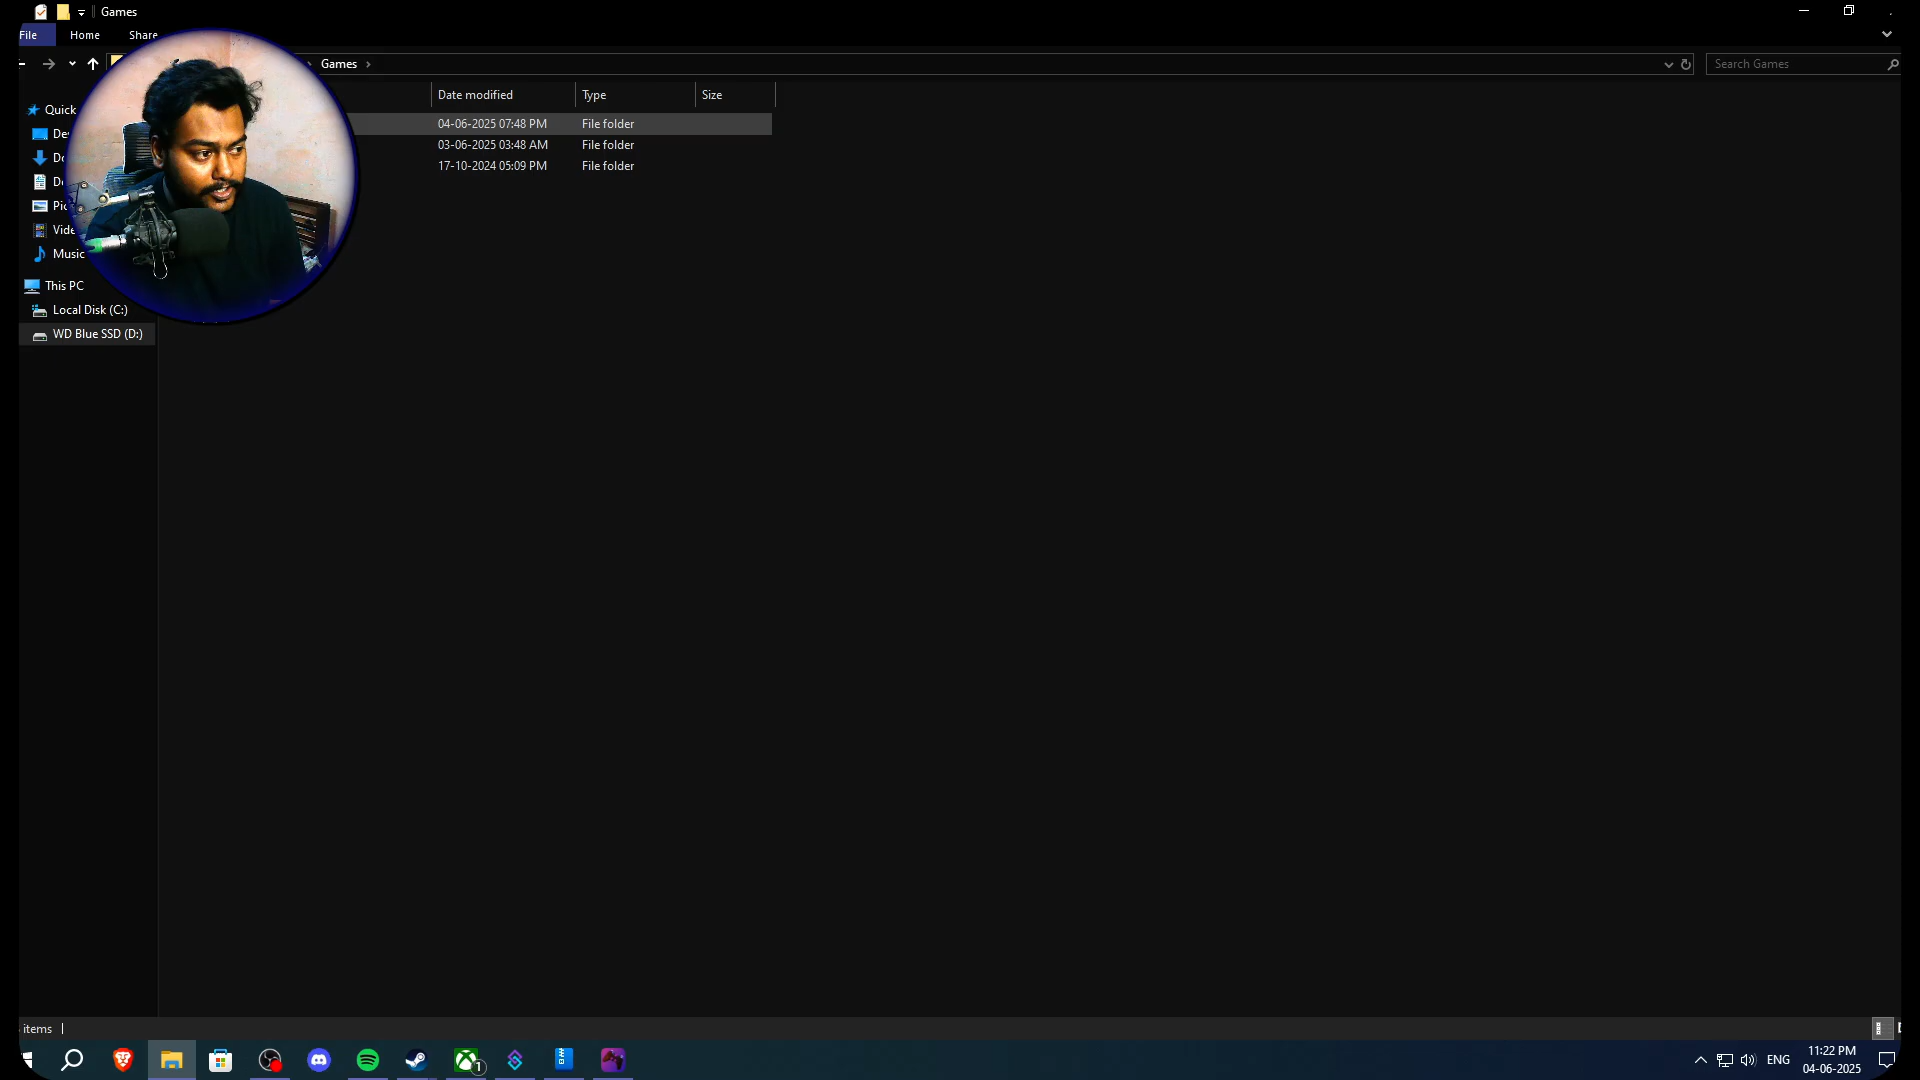 Games
File
Home
Share
Games
Search Games
Date modified
Type
Size
Quick
04-06-2025 07:48 PM
File folder
03-06-2025 03:48 AM
File folder
17-10-2024 05:09 PM
File folder
Music
This PC
Local Disk (C:)
WD Blue SSD (D:)
items
1
ENG
11:22 PM
04-06-2025